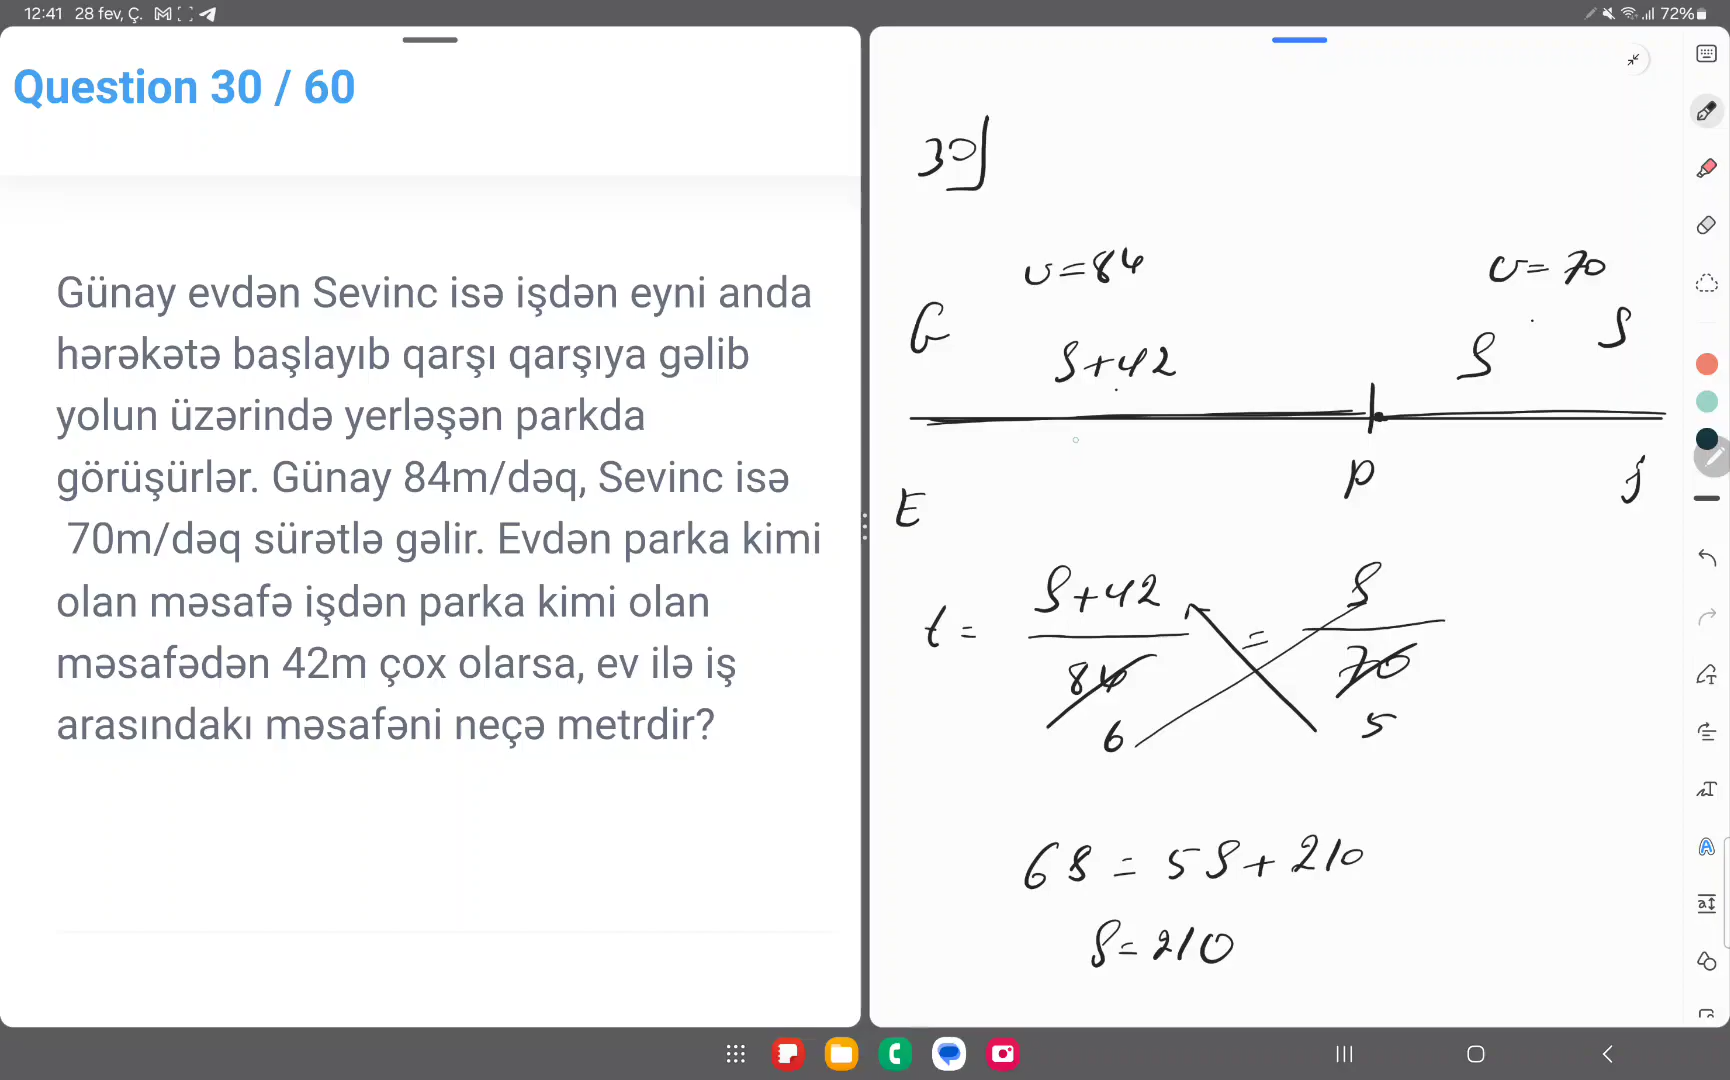 12:41 28 fev, Ç.
72%
Question 30 / 60
Günay evdən Sevinc isə işdən eyni anda
hərəkətə başlayıb qarşı qarşıya gəlib
yolun üzərində yerləşən parkda
görüşürlər. Günay 84m/dəq, Sevinc isə
70m/dəq sürətlə gəlir. Evdən parka kimi
olan məsafə işdən parka kimi olan
məsafədən 42m çox olarsa, ev ilə iş
arasındakı məsafəni neçə metrdir?
30
υ=84
υ=70
G
S+42
S
S
E
P
İ
t = S+42 / 84 = S / 70
6
5
6S = 5S+210
S=210